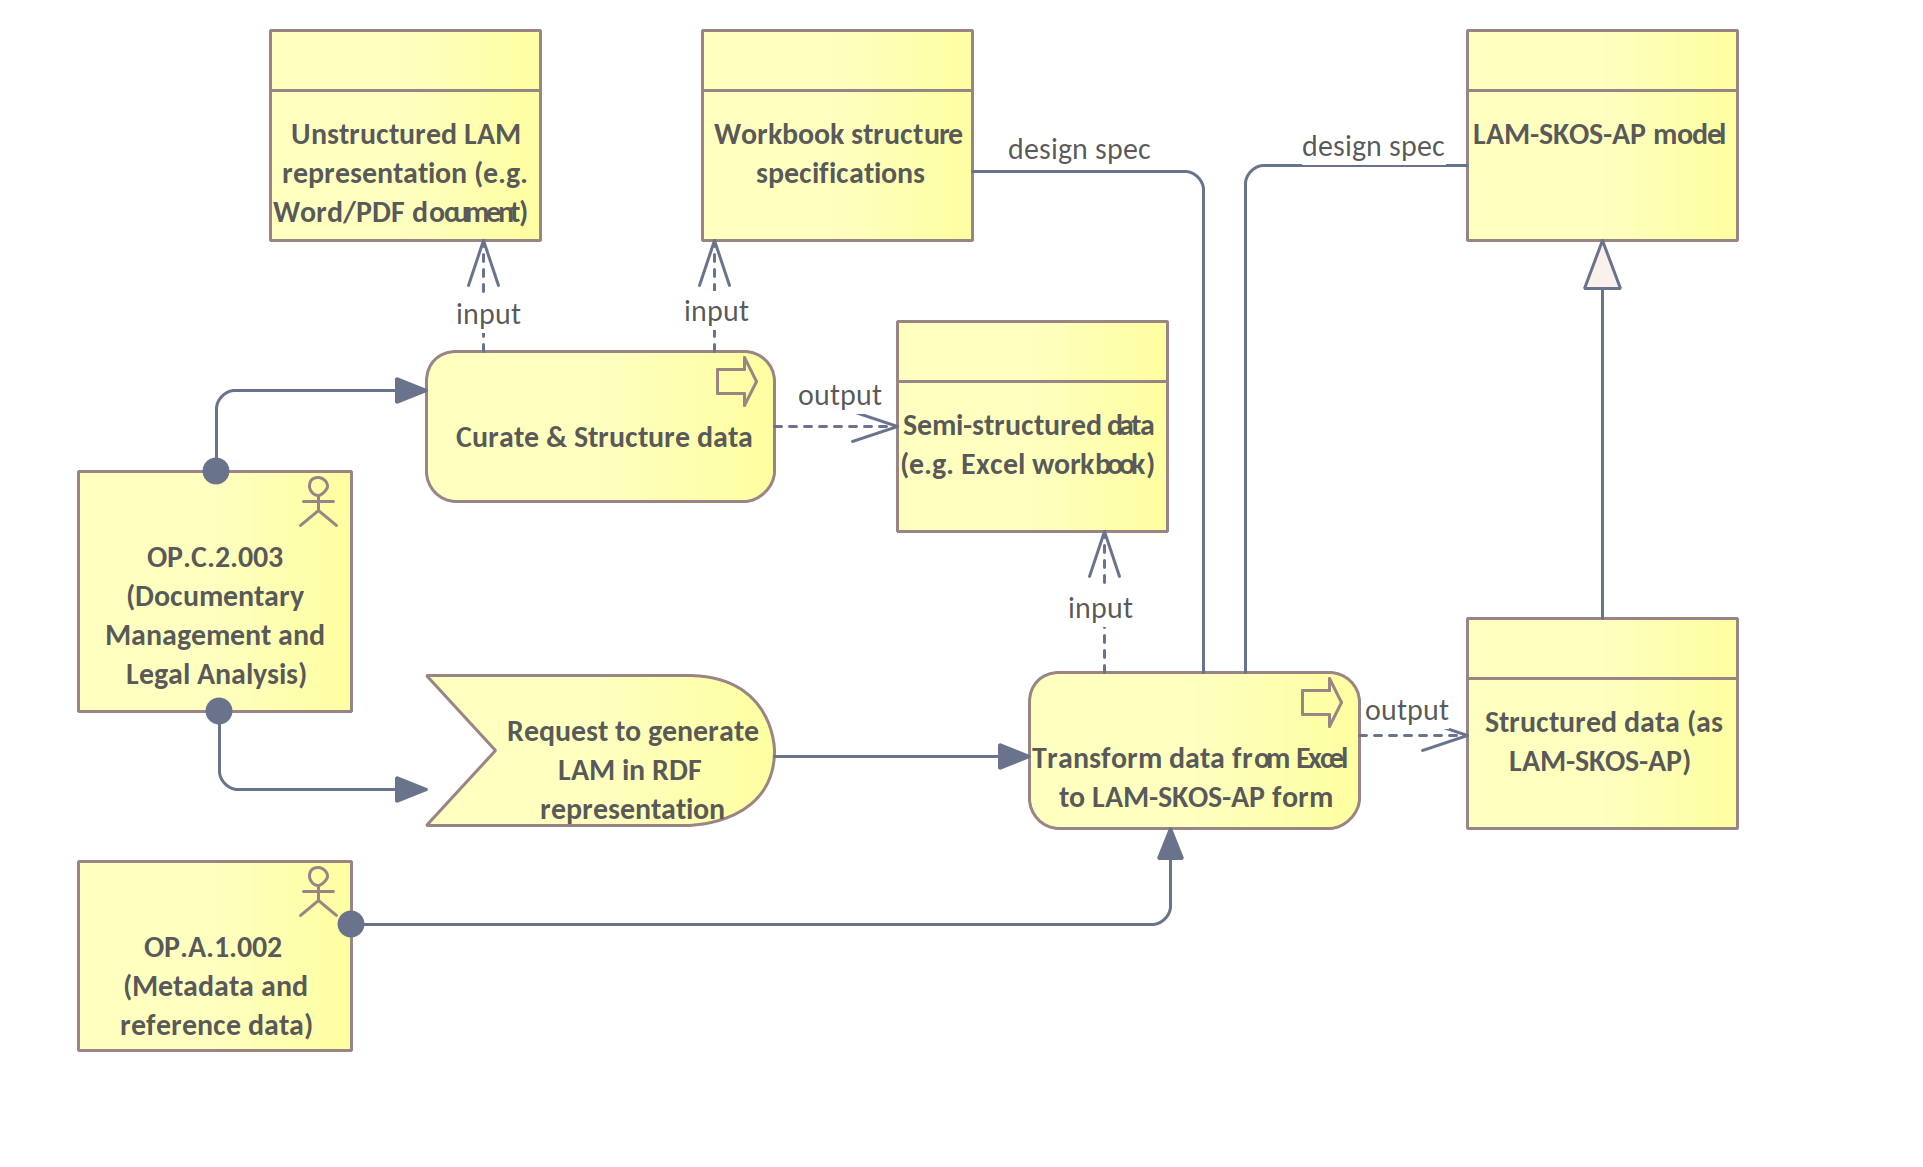 Unstructured LAM
representation (e.g.
Word/PDF document)
Workbook structure
specifications
design spec
design spec
LAM-SKOS-AP model
input
input
Curate & Structure data
output
Semi-structured data
(e.g. Excel workbook)
OP.C.2.003
(Documentary
Management and
Legal Analysis)
input
Request to generate
LAM in RDF
representation
Transform data from Excel
to LAM-SKOS-AP form
output
Structured data (as
LAM-SKOS-AP)
OP.A.1.002
(Metadata and
reference data)